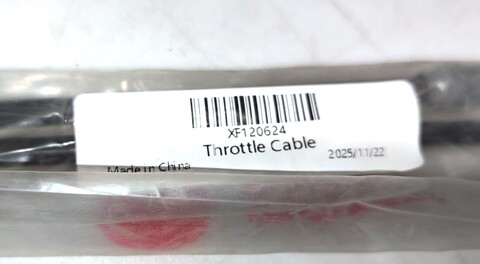 XF120624
Throttle Cable
2025/11/22
Made in China